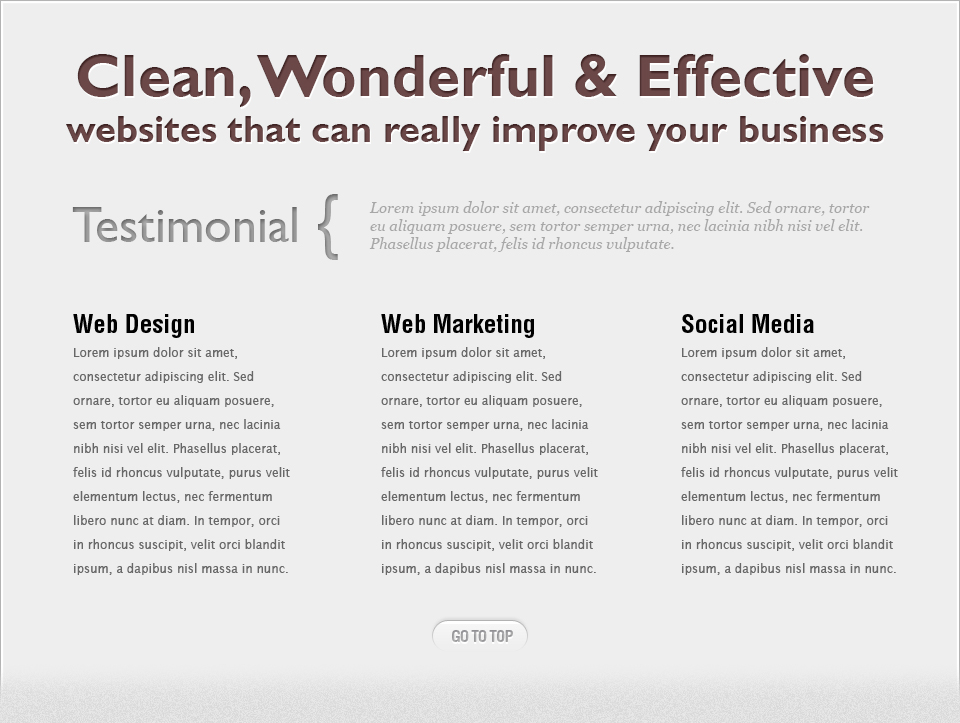 Clean, Wonderful & Effective
websites that can really improve your business
Testimonial {
Lorem ipsum dolor sit amet, consectetur adipiscing elit. Sed ornare, tortor
eu aliquam posuere, sem tortor semper urna, nec lacinia nibh nisi vel elit.
Phasellus placerat, felis id rhoncus vulputate.
Web Design
Lorem ipsum dolor sit amet,
consectetur adipiscing elit. Sed
ornare, tortor eu aliquam posuere,
sem tortor semper urna, nec lacinia
nibh nisi vel elit. Phasellus placerat,
felis id rhoncus vulputate, purus velit
elementum lectus, nec fermentum
libero nunc at diam. In tempor, orci
in rhoncus suscipit, velit orci blandit
ipsum, a dapibus nisl massa in nunc.
Web Marketing
Lorem ipsum dolor sit amet,
consectetur adipiscing elit. Sed
ornare, tortor eu aliquam posuere,
sem tortor semper urna, nec lacinia
nibh nisi vel elit. Phasellus placerat,
felis id rhoncus vulputate, purus velit
elementum lectus, nec fermentum
libero nunc at diam. In tempor, orci
in rhoncus suscipit, velit orci blandit
ipsum, a dapibus nisl massa in nunc.
Social Media
Lorem ipsum dolor sit amet,
consectetur adipiscing elit. Sed
ornare, tortor eu aliquam posuere,
sem tortor semper urna, nec lacinia
nibh nisi vel elit. Phasellus placerat,
felis id rhoncus vulputate, purus velit
elementum lectus, nec fermentum
libero nunc at diam. In tempor, orci
in rhoncus suscipit, velit orci blandit
ipsum, a dapibus nisl massa in nunc.
GO TO TOP